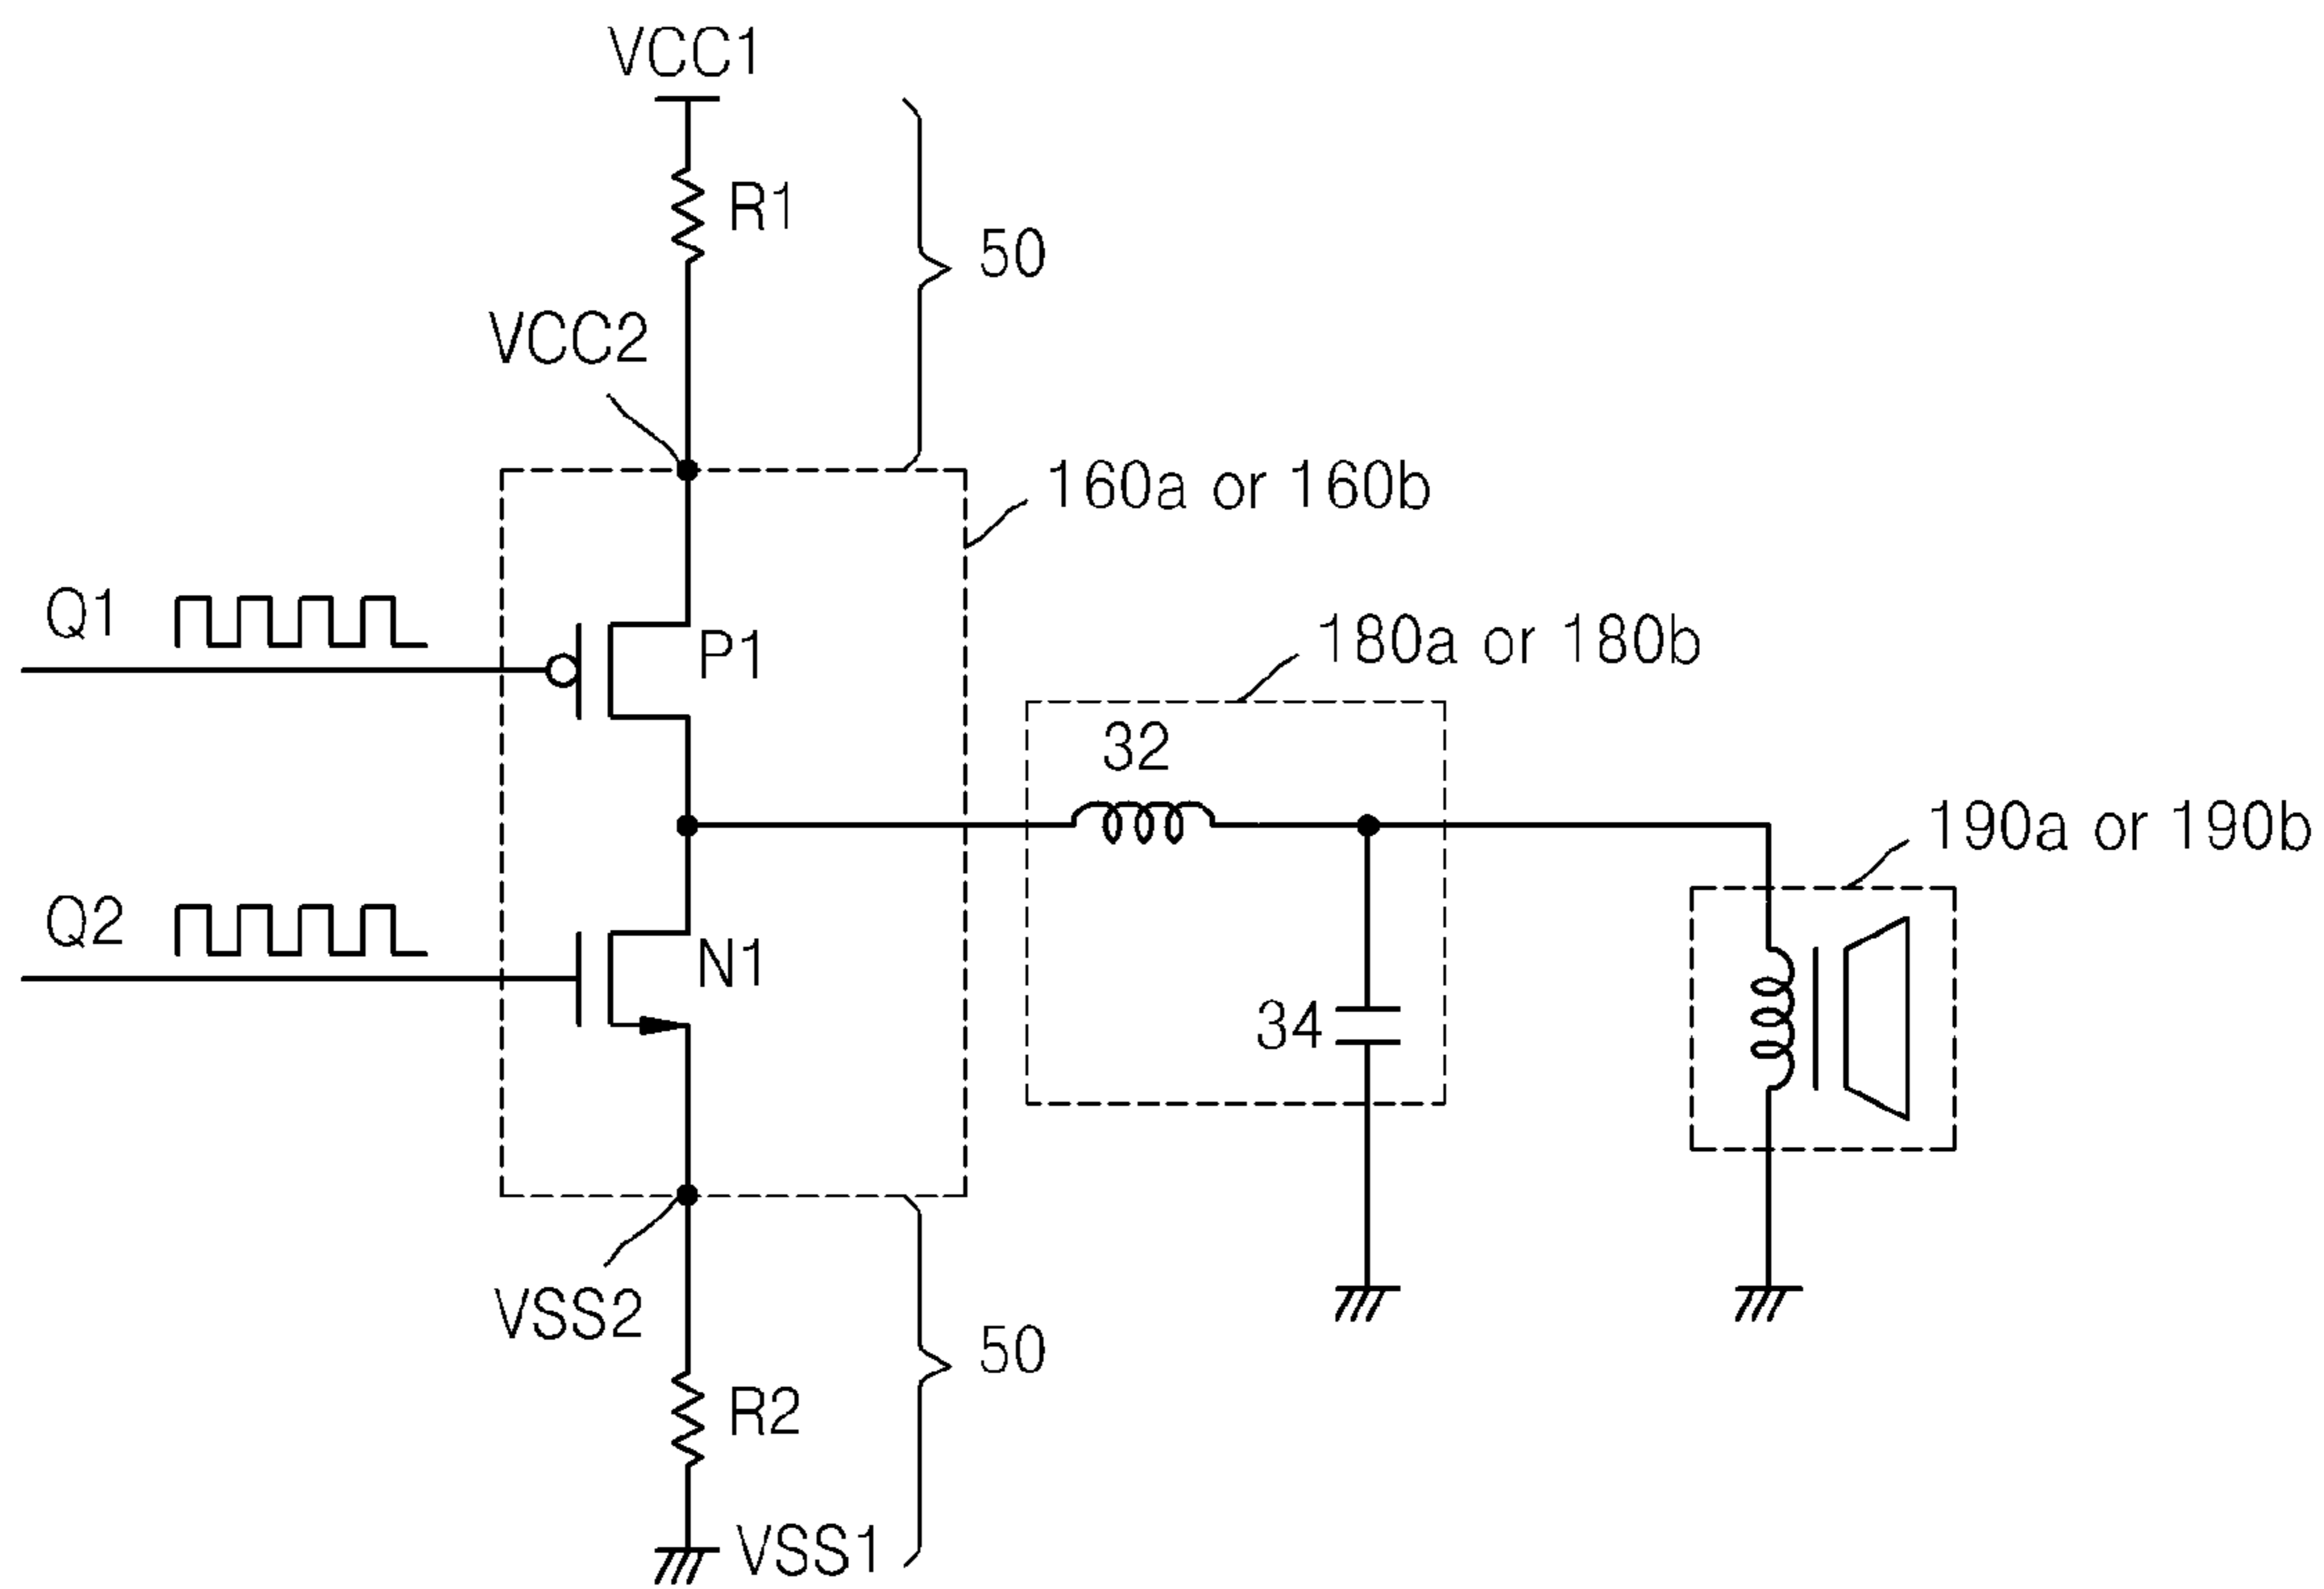 VCC1
R1
50
VCC2
160a or 160b
Q1
P1
180a or 180b
32
190a or 190b
Q2
N1
34
VSS2
50
R2
VSS1